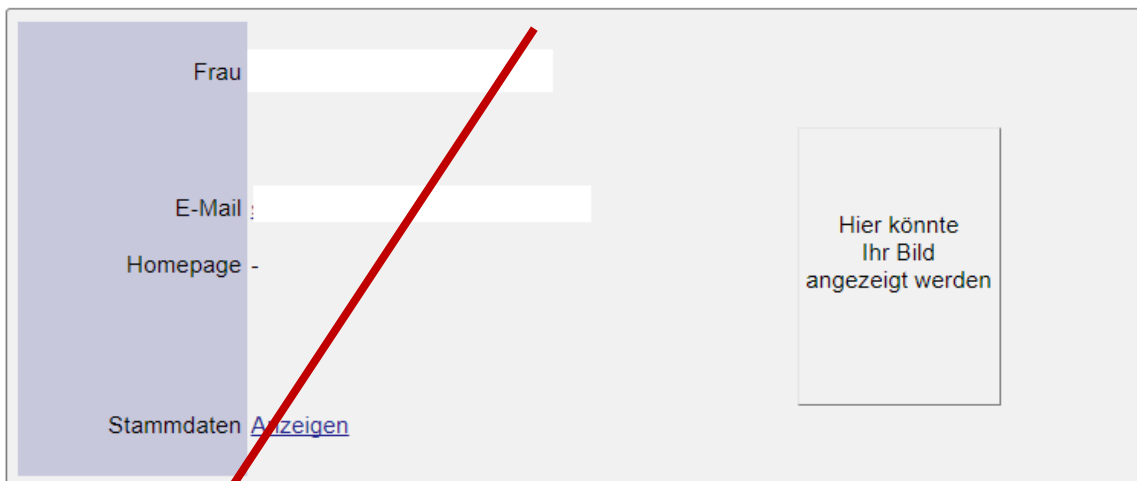 Frau
E-Mail
Homepage -
Stammdaten Anzeigen
Hier könnte
Ihr Bild
angezeigt werden